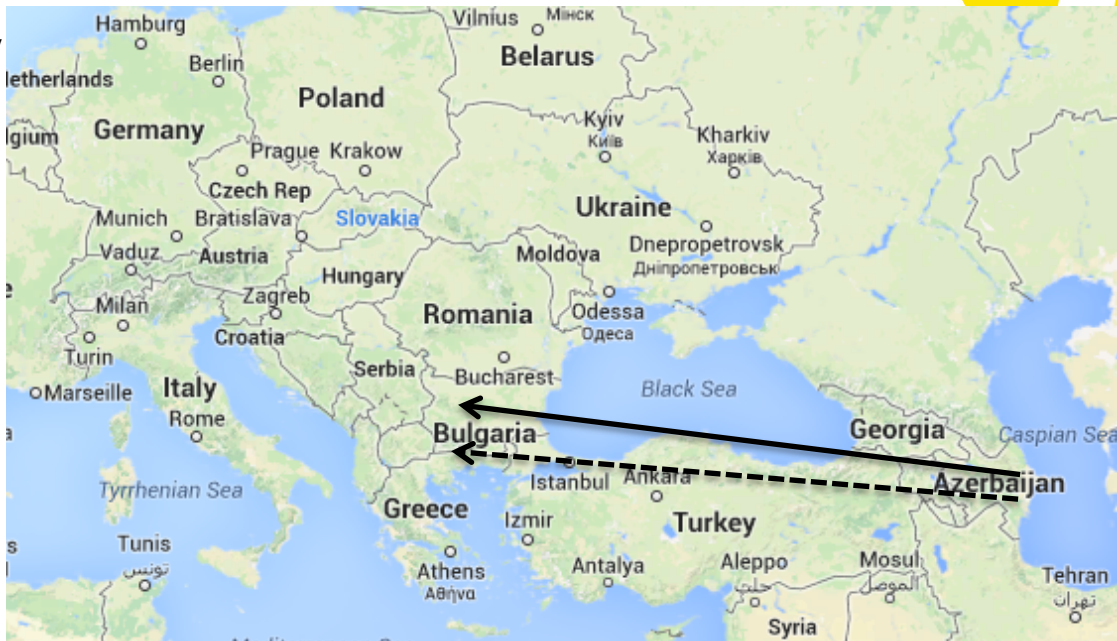 Hamburg
Vilnius
Мінск
Belarus
Berlin
etherlands
Poland
Germany
lgium
Kyiv
Київ
Kharkiv
Харків
Prague
Krakow
Czech Rep
Ukraine
Munich
Bratislava
Slovakia
Dnepropetrovsk
Дніпропетровськ
Vaduz
Austria
Moldova
Hungary
Milan
Zagreb
Romania
Odessa
Одеса
Croatia
Turin
Serbia
Bucharest
Black Sea
Marseille
Italy
Rome
Bulgaria
Georgia
Caspian Sea
Azerbaijan
Istanbul
Ankara
Tyrrhenian Sea
Greece
Izmir
Turkey
Tunis
تونس
Athens
Αθήνα
Antalya
Aleppo
حلب
Mosul
الموصل
Tehran
تهران
Syria